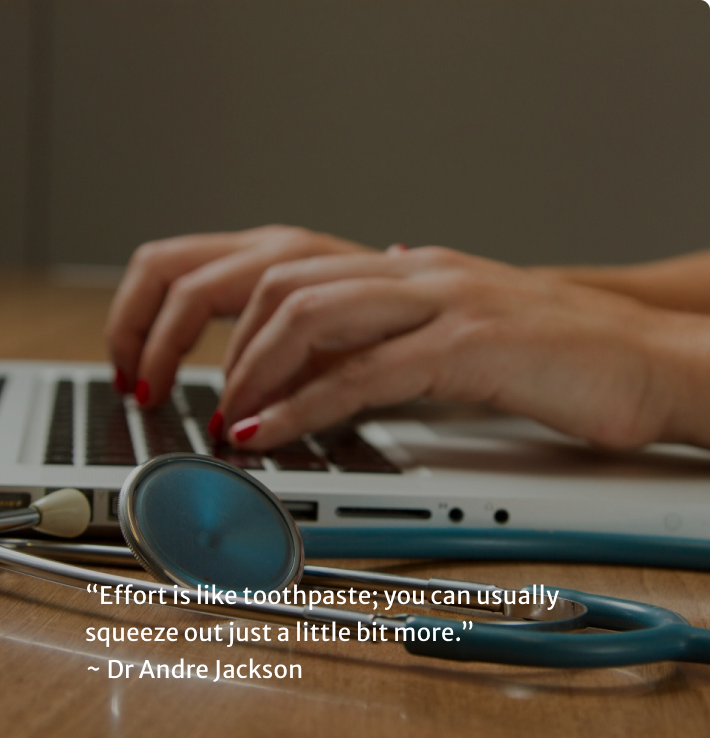 “Effort is like toothpaste; you can usually
squeeze out just a little bit more.”
~ Dr Andre Jackson